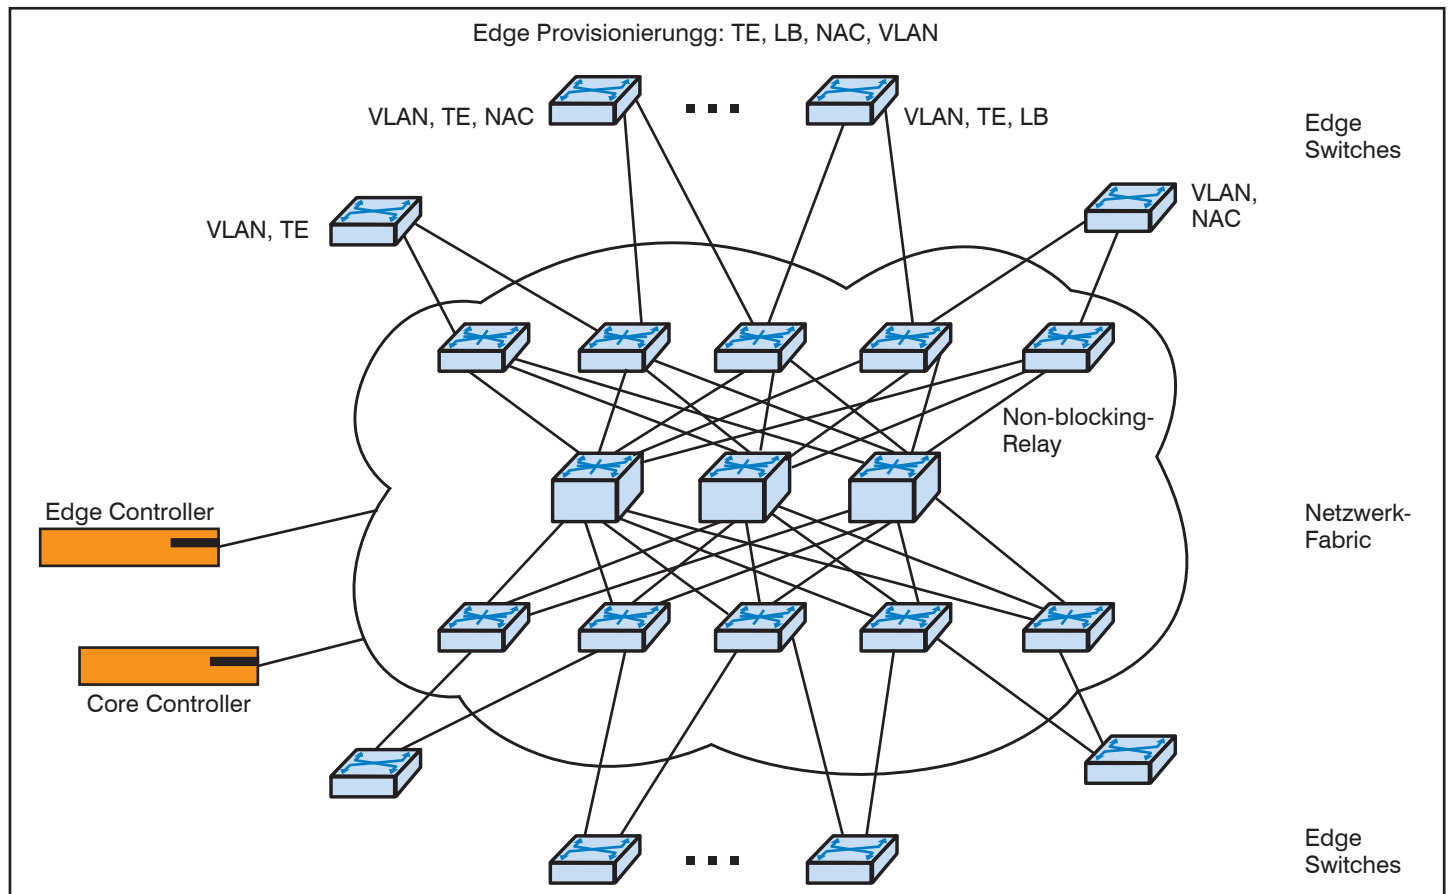 Edge Provisionierungg: TE, LB, NAC, VLAN
VLAN, TE, NAC
VLAN, TE, LB
Edge
Switches
VLAN, TE
VLAN,
NAC
Non-blocking-
Relay
Edge Controller
Netzwerk-
Fabric
Core Controller
Edge
Switches